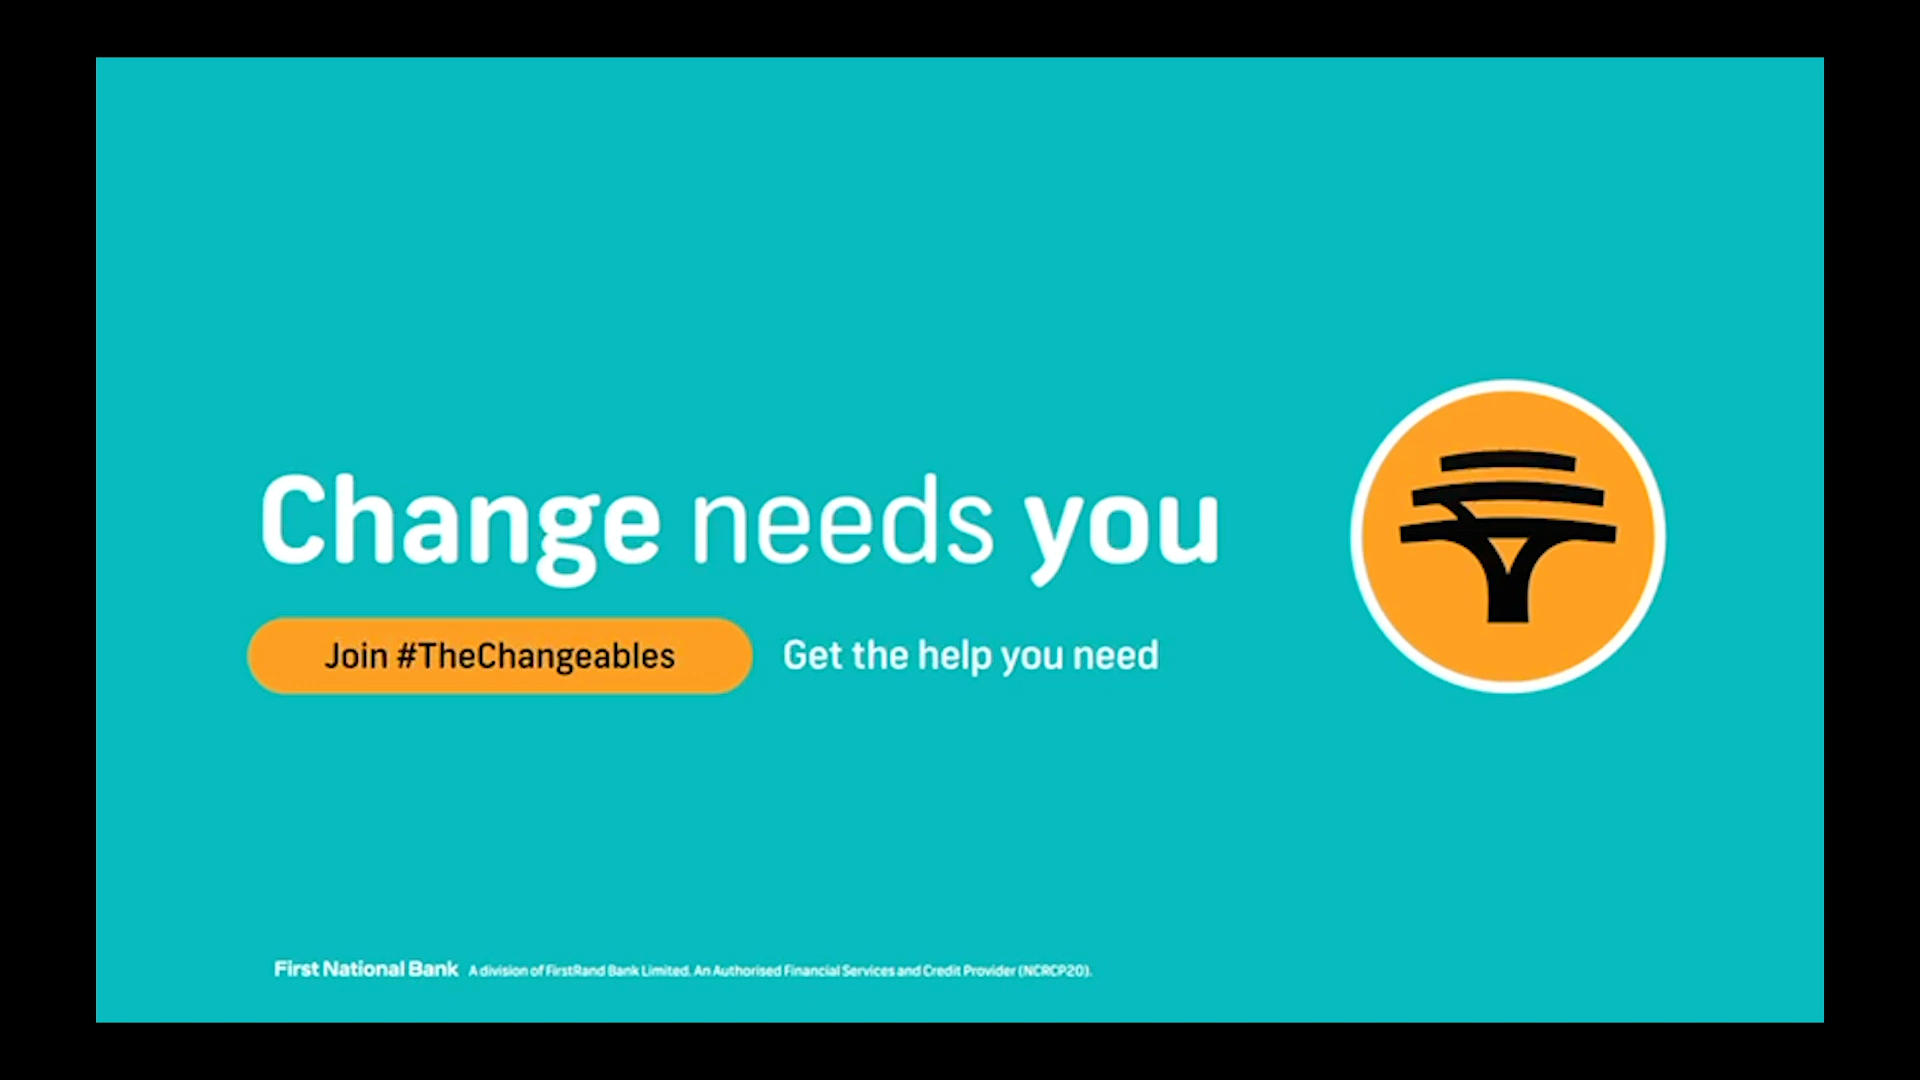 Change needs you
Join #TheChangeables
Get the help you need
First National Bank A division of FirstRand Bank Limited. An Authorised Financial Services and Credit Provider (NCRCP20).